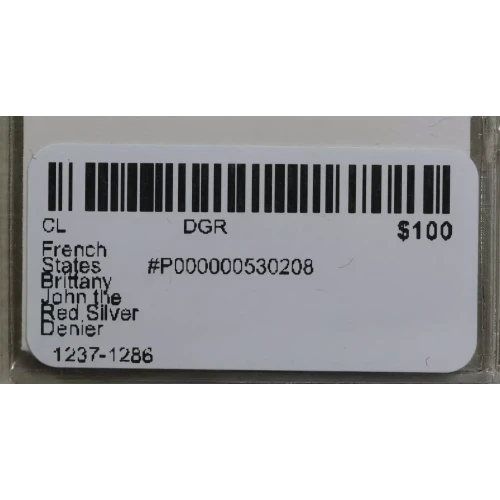 CL DGR $100
French
States #P000000530208
Brittany
John the
Red Silver
Denier
1237-1286